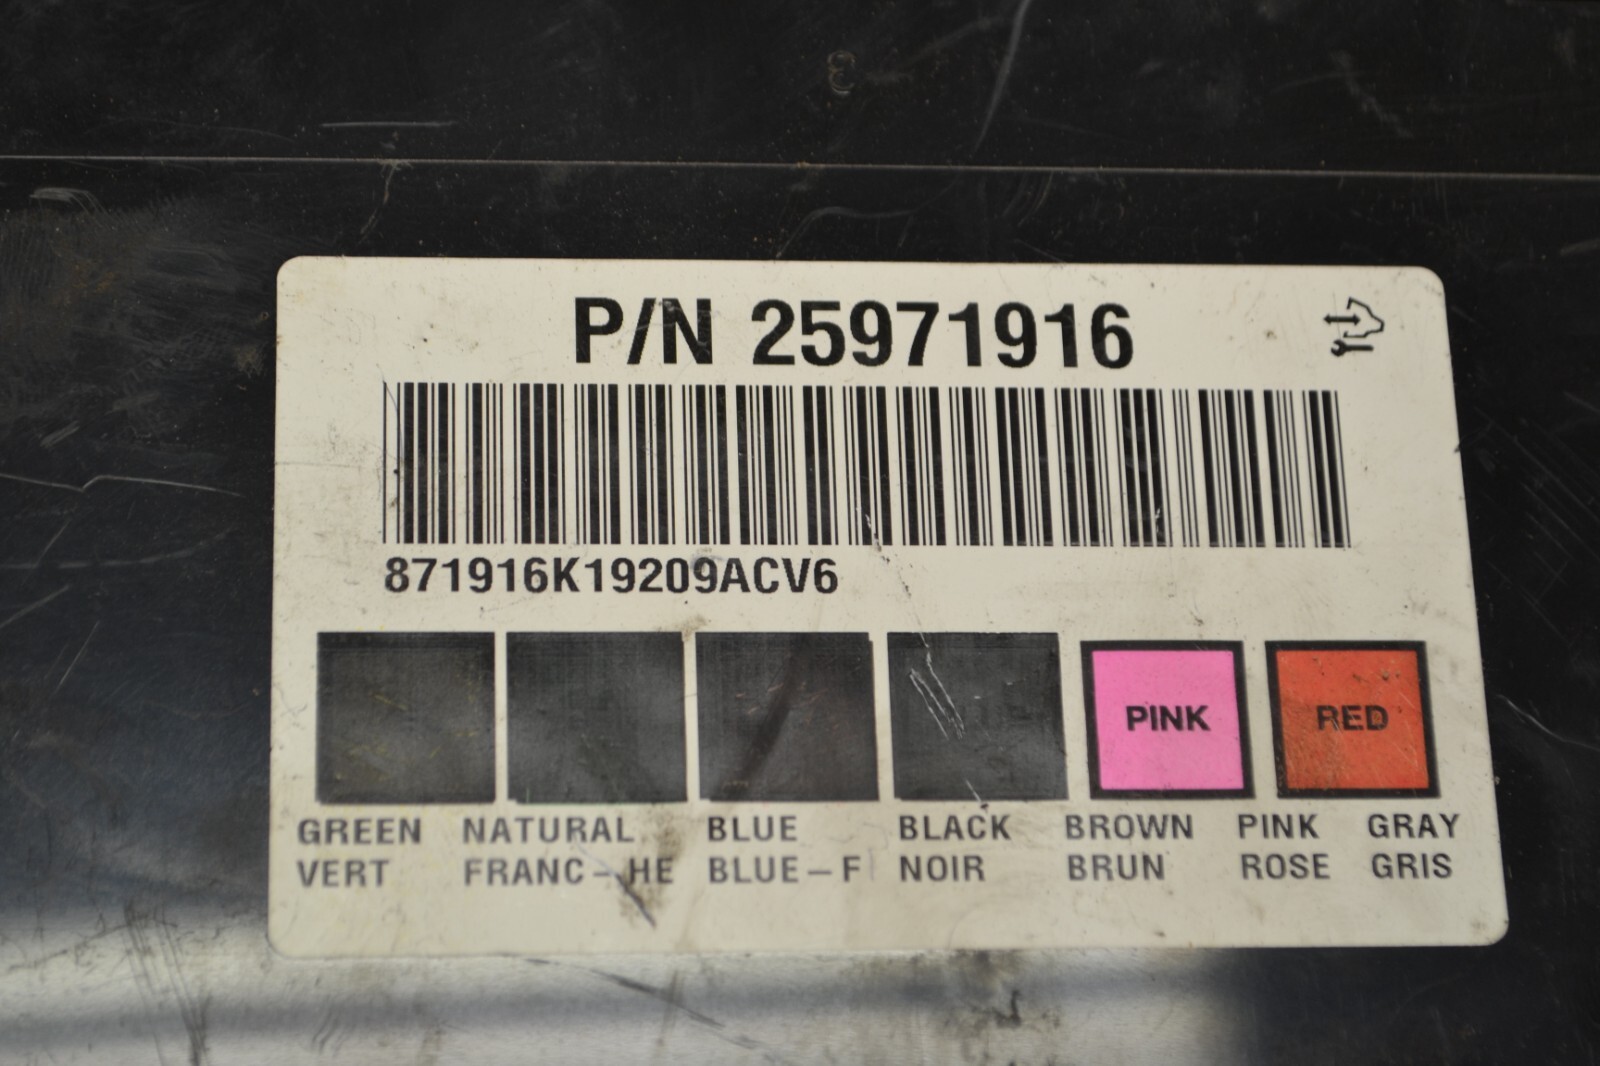 P/N 25971916
871916K19209ACV6
PINK RED
GREEN NATURAL BLUE BLACK BROWN PINK GRAY
VERT FRANC-HE BLUE-F NOIR BRUN ROSE GRIS